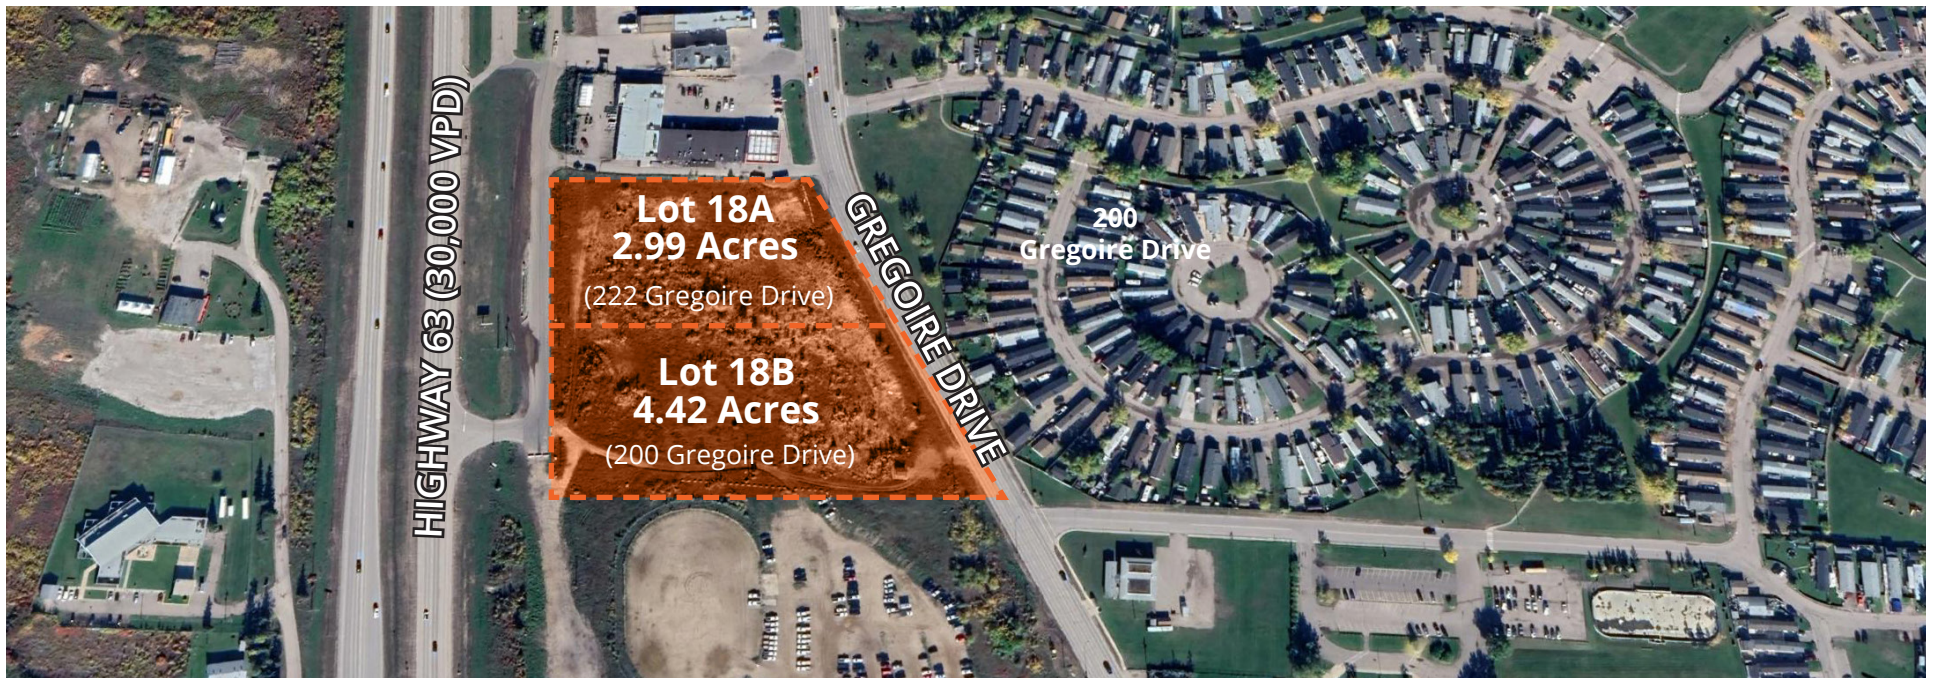 HIGHWAY 63 (30,000 VPD)
Lot 18A
2.99 Acres
(222 Gregoire Drive)
Lot 18B
4.42 Acres
(200 Gregoire Drive)
GREGOIRE DRIVE
200
Gregoire Drive